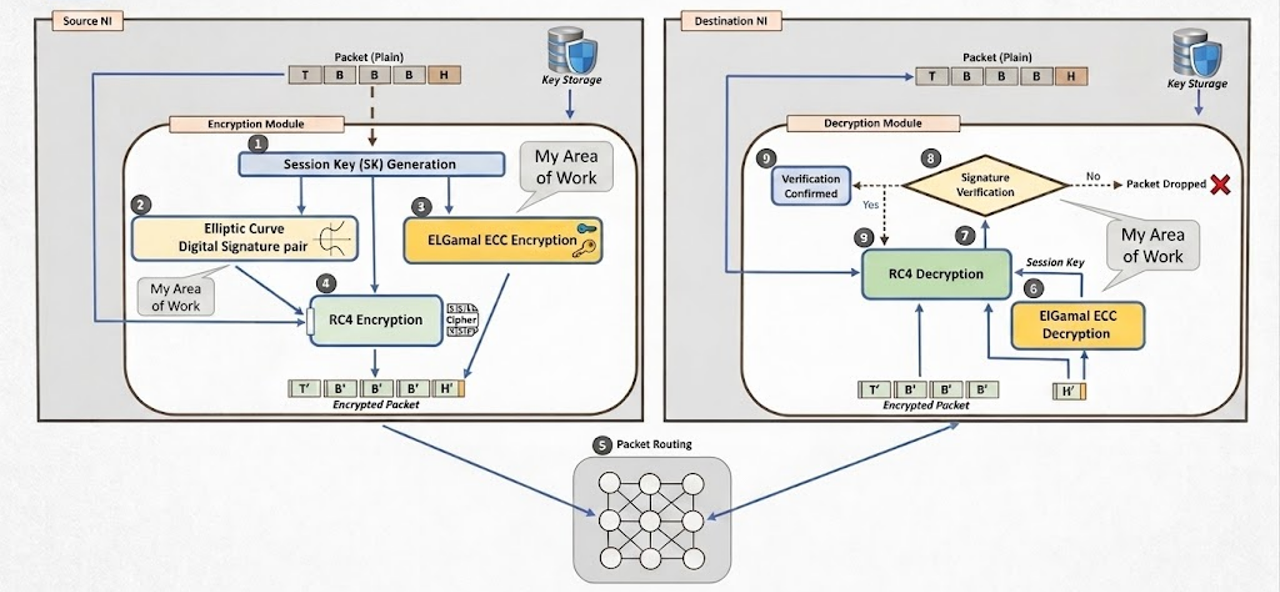 Source NI
Packet (Plain)
T B B B H
Key Storage
Encryption Module
1
Session Key (SK) Generation
My Area
of Work
2
Elliptic Curve
Digital Signature pair
3
ELGamal ECC Encryption
My Area
of Work
4
RC4 Encryption
Cipher
T' B' B' B' H'
Encrypted Packet
Destination NI
Packet (Plain)
T B B B H
Key Sturage
Decryption Module
9
Verification
Confirmed
8
Signature
Verification
No
Packet Dropped
Yes
9
7
My Area
of Work
RC4 Decryption
Session Key
6
ElGamal ECC
Decryption
T' B' B' B'
H'
Encrypted Packet
5 Packet Routing